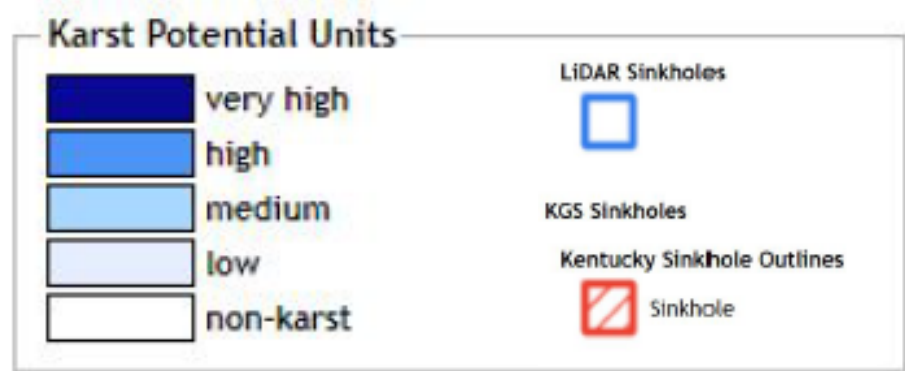 Karst Potential Units
very high
high
medium
low
non-karst
LiDAR Sinkholes
KGS Sinkholes
Kentucky Sinkhole Outlines
Sinkhole